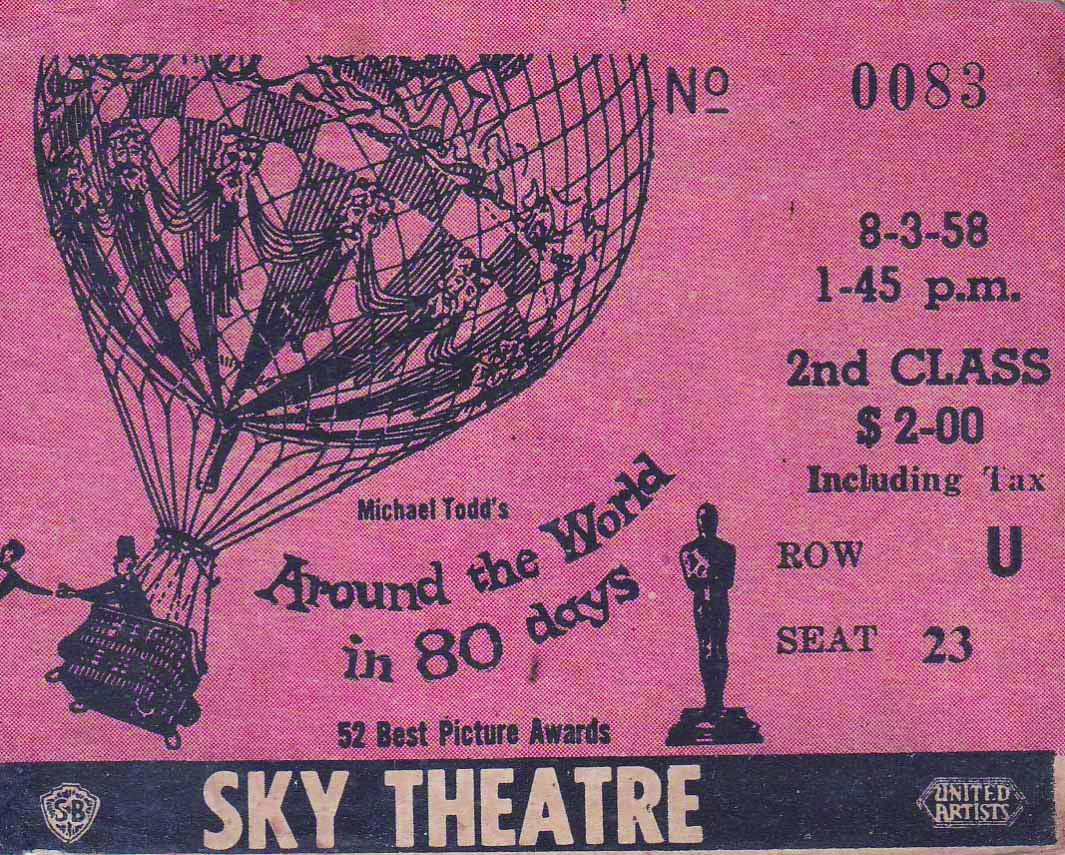 Nº 0083
8-3-58
1-45 p.m.
2nd CLASS
$ 2-00
Including Tax
ROW U
SEAT 23
Michael Todd's
Around the World
in 80 days
52 Best Picture Awards
SB
SKY THEATRE
UNITED
ARTISTS